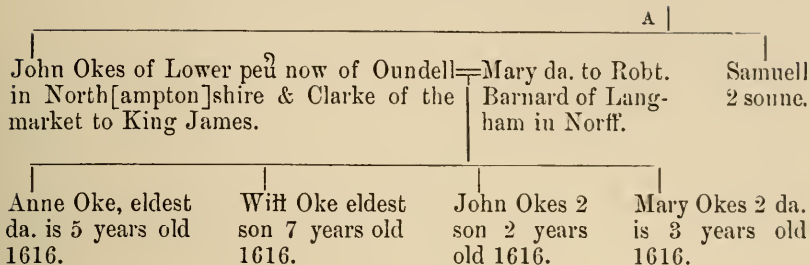 A
John Okes of Lower peũ now of Oundell
in North[ampton]shire & Clarke of the
market to King James.
Mary da. to Robt.
Barnard of Lang-
ham in Norff.
Samuell
2 sonne.
Anne Oke, eldest
da. is 5 years old
1616.
Witt Oke eldest
son 7 years old
1616.
John Okes 2
son 2 years
old 1616.
Mary Okes 2 da.
is 3 years old
1616.